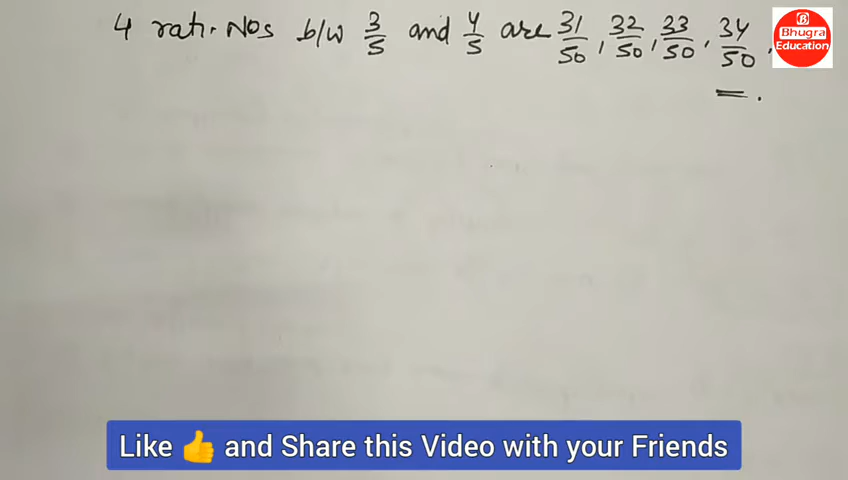 4 rati. Nos b/w 3/5 and 4/5 are 31/50, 32/50, 33/50, 34/50.
B
Bhugra
Education
Like 👍 and Share this Video with your Friends